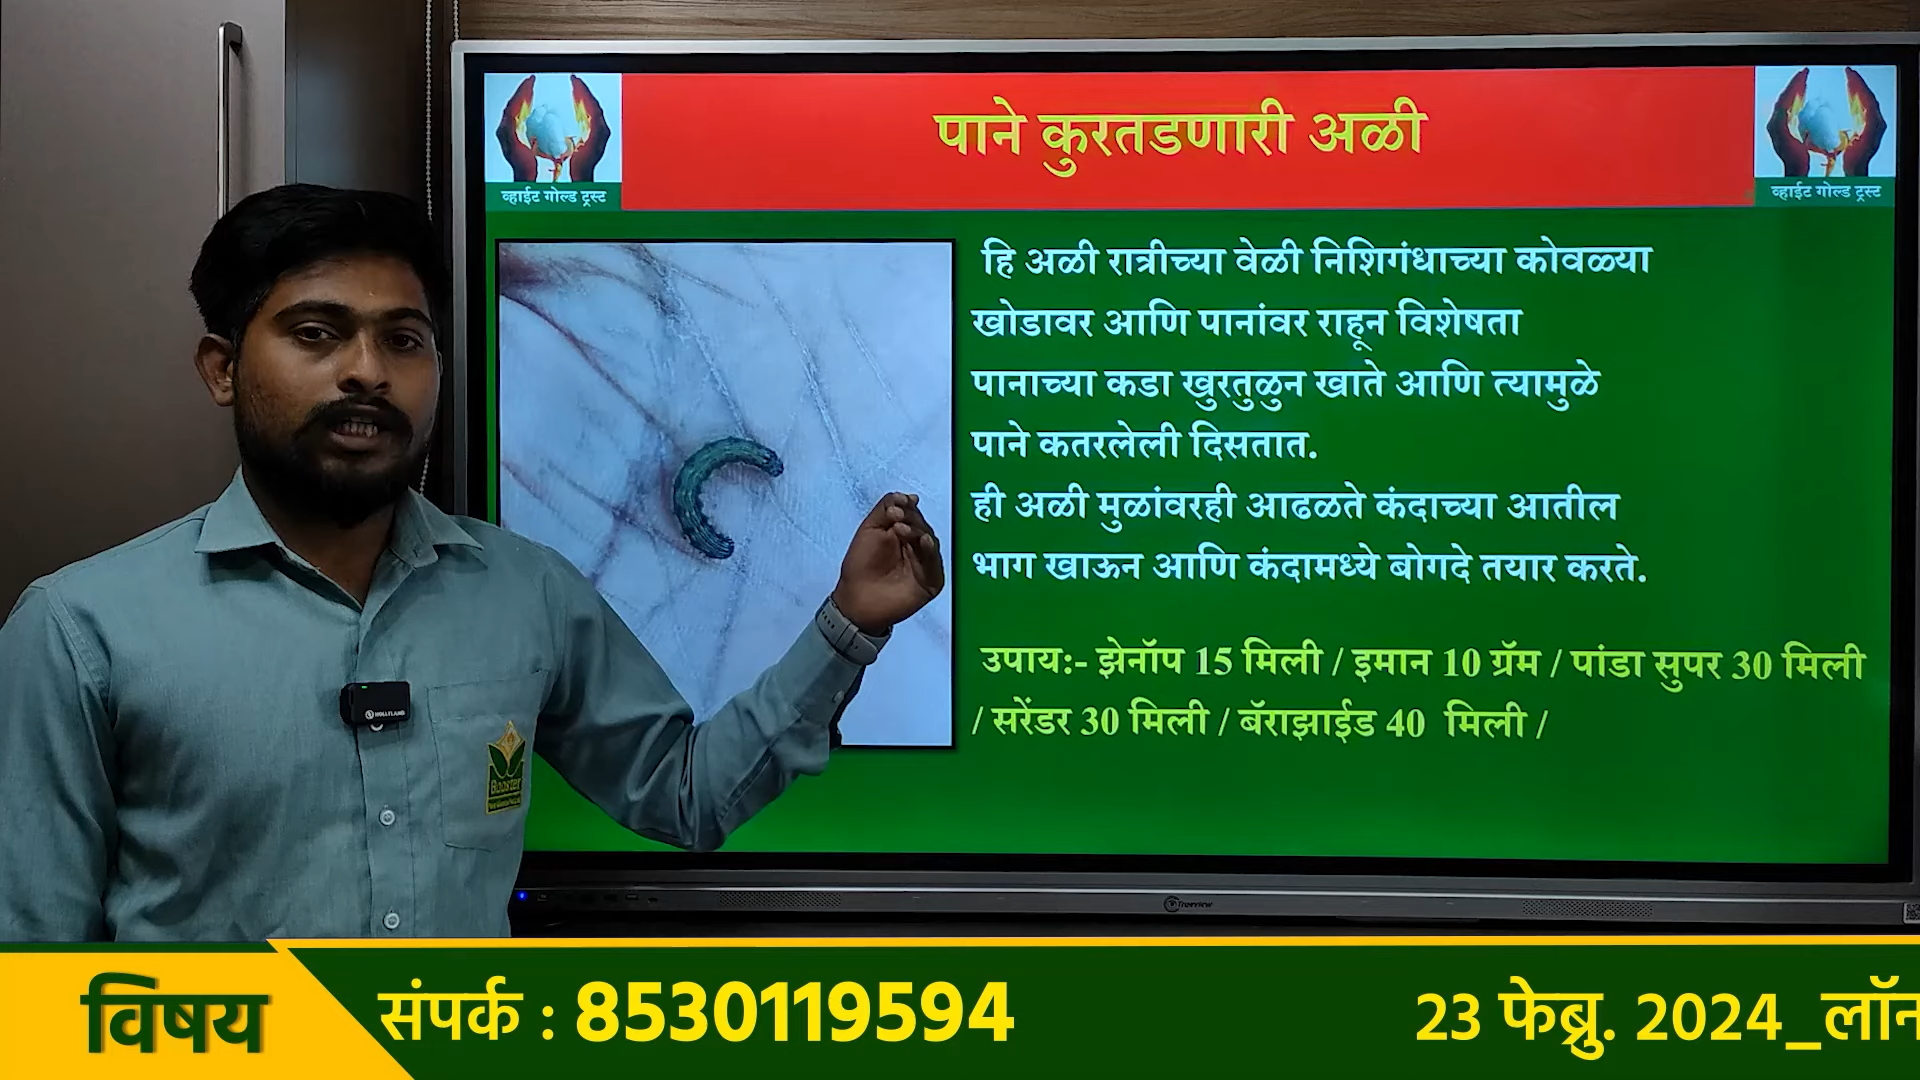 पाने कुरतडणारी अळी
व्हाईट गोल्ड ट्रस्ट
व्हाईट गोल्ड ट्रस्ट
हि अळी रात्रीच्या वेळी निशिगंधाच्या कोवळ्या
खोडावर आणि पानांवर राहून विशेषता
पानाच्या कडा खुरतुळुन खाते आणि त्यामुळे
पाने कतरलेली दिसतात.
ही अळी मुळांवरही आढळते कंदाच्या आतील
भाग खाऊन आणि कंदामध्ये बोगदे तयार करते.
उपाय:- झेनॉप 15 मिली / इमान 10 ग्रॅम / पांडा सुपर 30 मिली
/ सरेंडर 30 मिली / बॅराझाईड 40 मिली /
HOLLYLAND
Booster
विषय
संपर्क : 8530119594
23 फेब्रु. 2024_लॉन